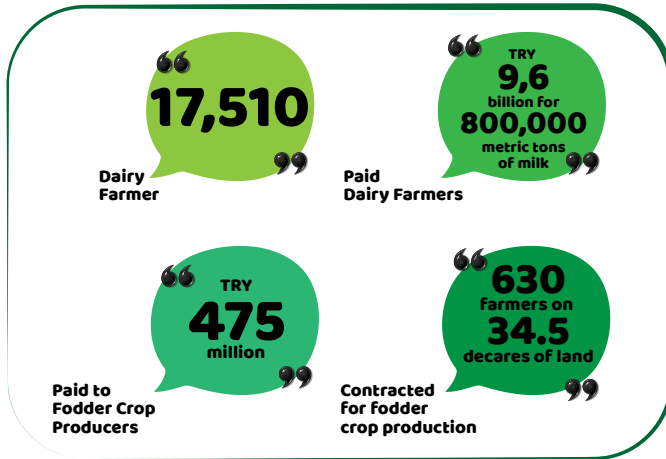 17,510
Dairy
Farmer
TRY
9,6
billion for
800,000
metric tons
of milk
Paid
Dairy Farmers
TRY
475
million
Paid to
Fodder Crop
Producers
630
farmers on
34.5
decares of land
Contracted
for fodder
crop production